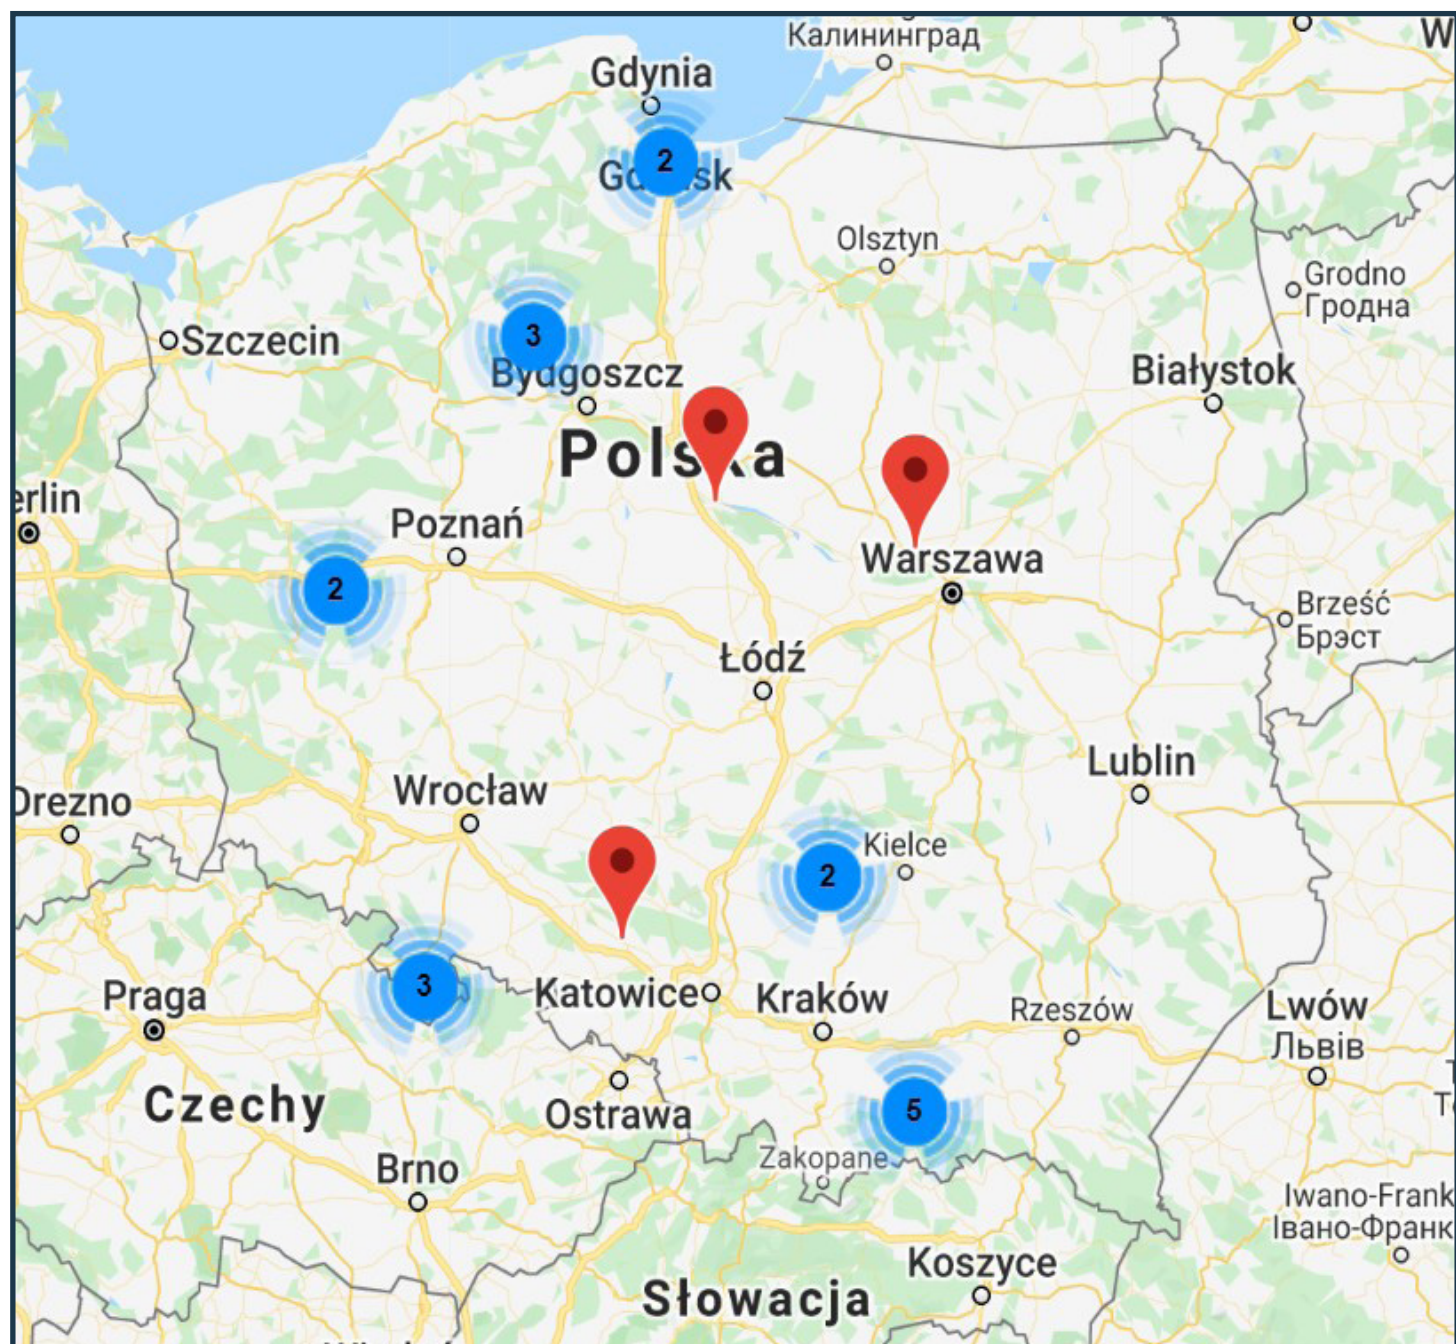 Калининград
W
Gdynia
2
Olsztyn
Grodno
Гродна
3
Szczecin
Bydgoszcz
Białystok
Polska
erlin
Poznań
Warszawa
2
Brześć
Брэст
Łódź
Lublin
Wrocław
Drezno
2
Kielce
3
Praga
Katowice
Kraków
Rzeszów
Lwów
Львів
Czechy
Ostrawa
5
Zakopane
Brno
Iwano-Frank
Івано-Франк
Koszyce
Słowacja